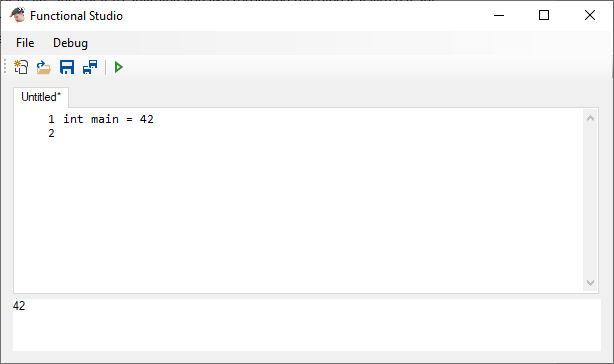 Functional Studio
File Debug
Untitled*
1 int main = 42
2
42